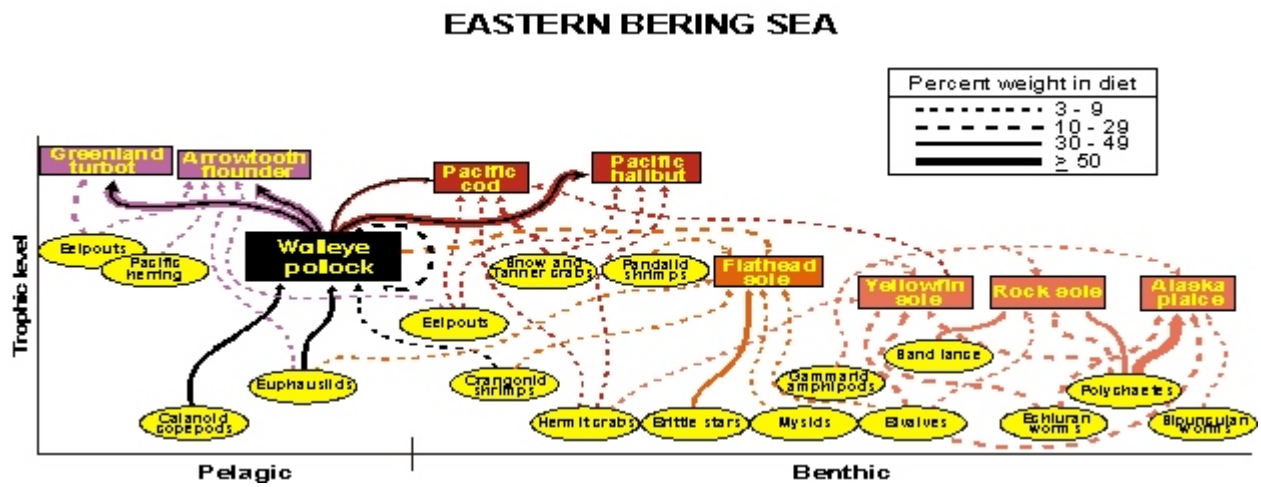 EASTERN BERING SEA
Percent weight in diet
3 - 9
10 - 29
30 - 49
≥ 50
Greenland
turbot
Arrowtooth
flounder
Pacific
cod
Pacific
halibut
Eelpouts
Pacific
herring
Walleye
pollock
Snow and
Tanner crabs
Pandalid
shrimps
Flathead
sole
Yellowfin
sole
Rock sole
Alaska
plaice
Eelpouts
Sand lance
Euphausiids
Crangonid
shrimps
Gammarid
amphipods
Polychaetes
Calanoid
copepods
Hermit crabs
Brittle stars
Mysids
Bivalves
Echiuran
worms
Sipunculan
worms
Trophic level
Pelagic
Benthic